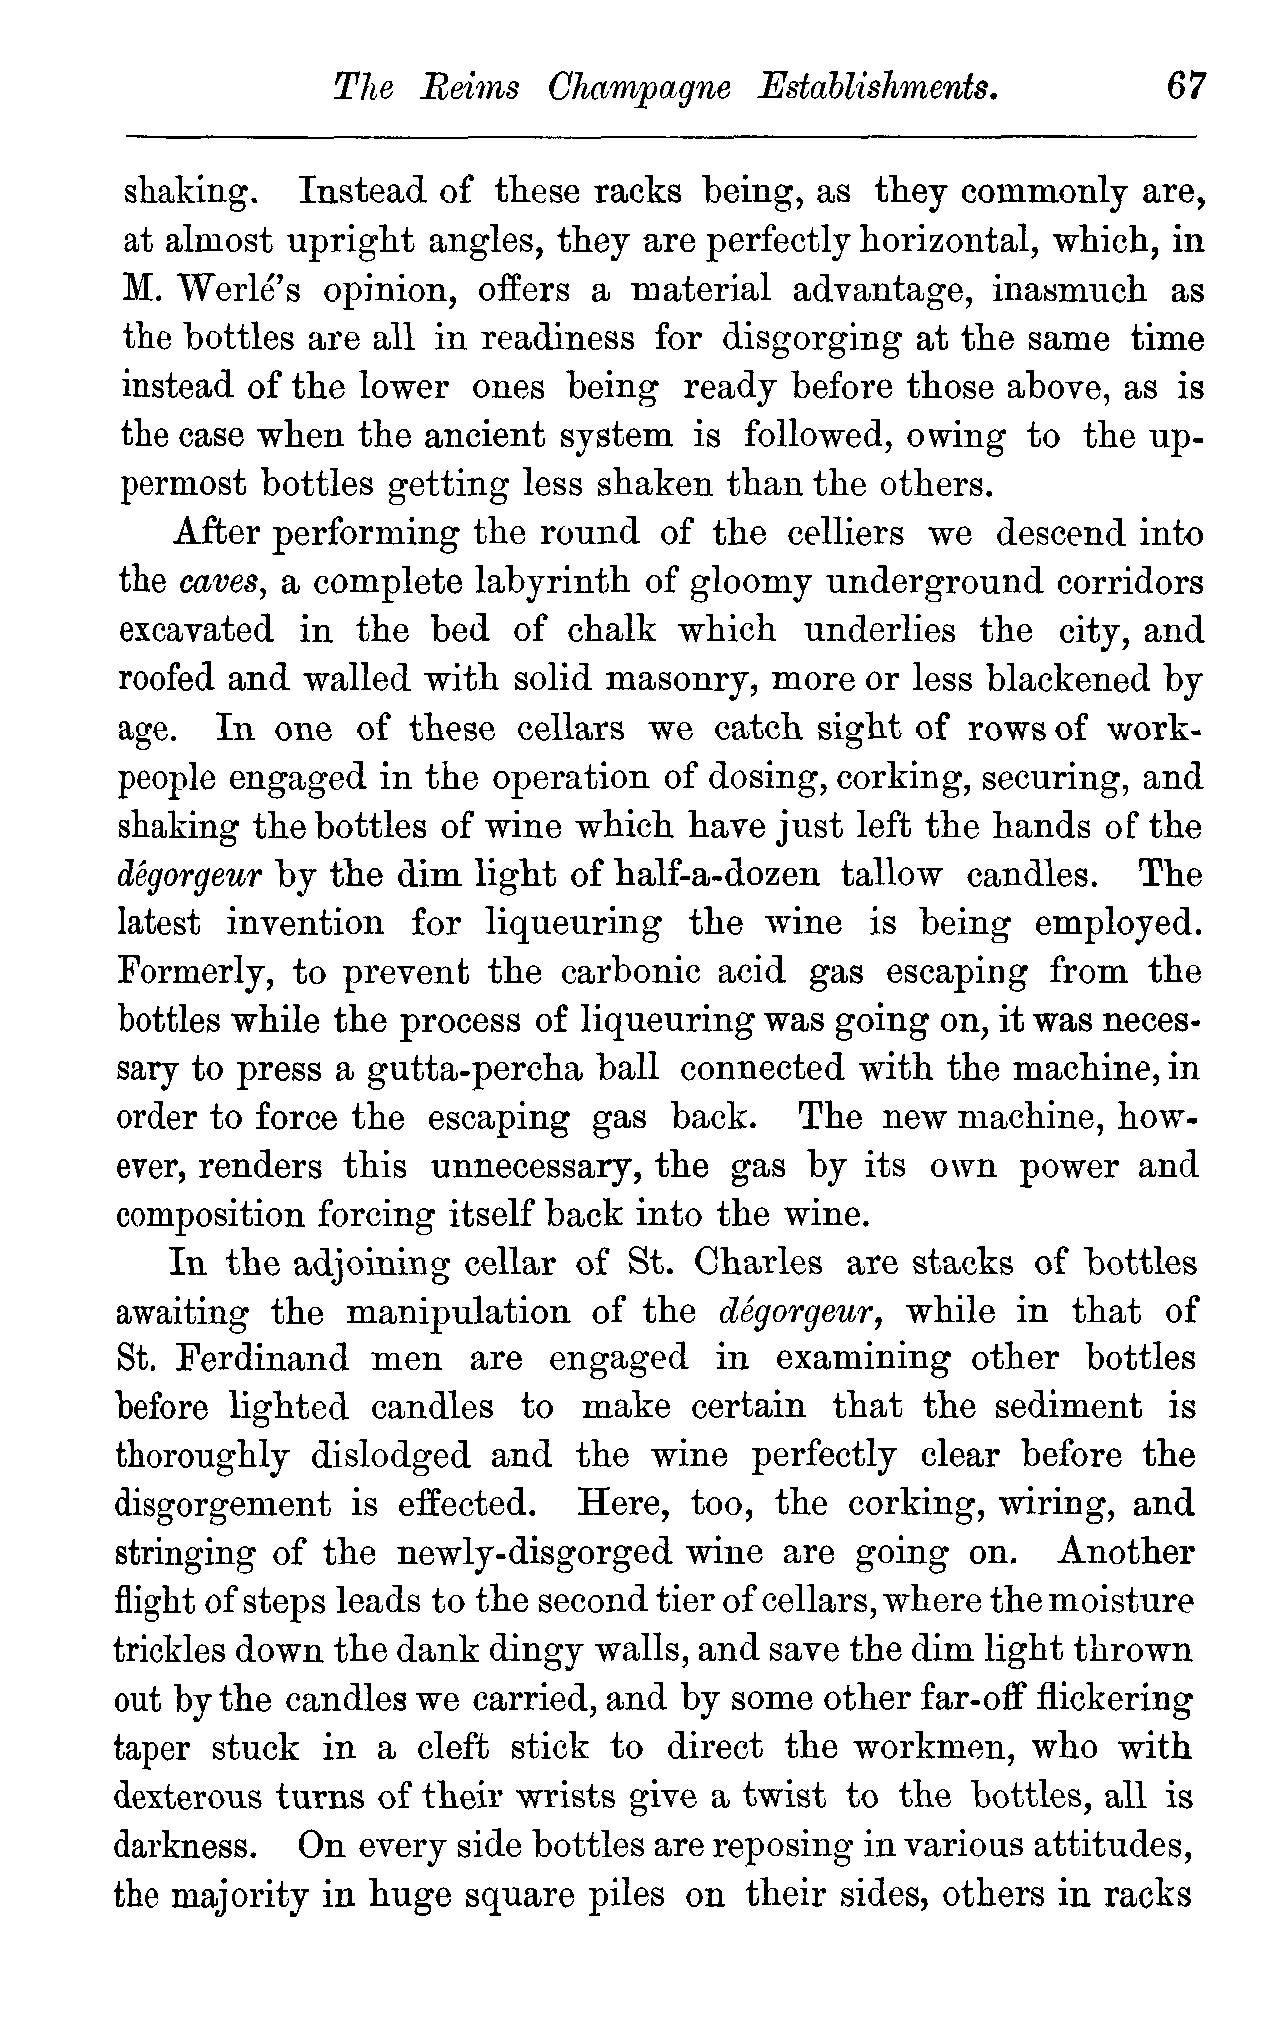 The Reims Champagne Establishments. 67
shaking. Instead of these racks being, as they commonly are,
at almost upright angles, they are perfectly horizontal, which, in
M. Werlé's opinion, offers a material advantage, inasmuch as
the bottles are all in readiness for disgorging at the same time
instead of the lower ones being ready before those above, as is
the case when the ancient system is followed, owing to the up-
permost bottles getting less shaken than the others.
After performing the round of the celliers we descend into
the caves, a complete labyrinth of gloomy underground corridors
excavated in the bed of chalk which underlies the city, and
roofed and walled with solid masonry, more or less blackened by
age. In one of these cellars we catch sight of rows of work-
people engaged in the operation of dosing, corking, securing, and
shaking the bottles of wine which have just left the hands of the
dégorgeur by the dim light of half-a-dozen tallow candles. The
latest invention for liqueuring the wine is being employed.
Formerly, to prevent the carbonic acid gas escaping from the
bottles while the process of liqueuring was going on, it was neces-
sary to press a gutta-percha ball connected with the machine, in
order to force the escaping gas back. The new machine, how-
ever, renders this unnecessary, the gas by its own power and
composition forcing itself back into the wine.
In the adjoining cellar of St. Charles are stacks of bottles
awaiting the manipulation of the dégorgeur, while in that of
St. Ferdinand men are engaged in examining other bottles
before lighted candles to make certain that the sediment is
thoroughly dislodged and the wine perfectly clear before the
disgorgement is effected. Here, too, the corking, wiring, and
stringing of the newly-disgorged wine are going on. Another
flight of steps leads to the second tier of cellars, where the moisture
trickles down the dank dingy walls, and save the dim light thrown
out by the candles we carried, and by some other far-off flickering
taper stuck in a cleft stick to direct the workmen, who with
dexterous turns of their wrists give a twist to the bottles, all is
darkness. On every side bottles are reposing in various attitudes,
the majority in huge square piles on their sides, others in racks